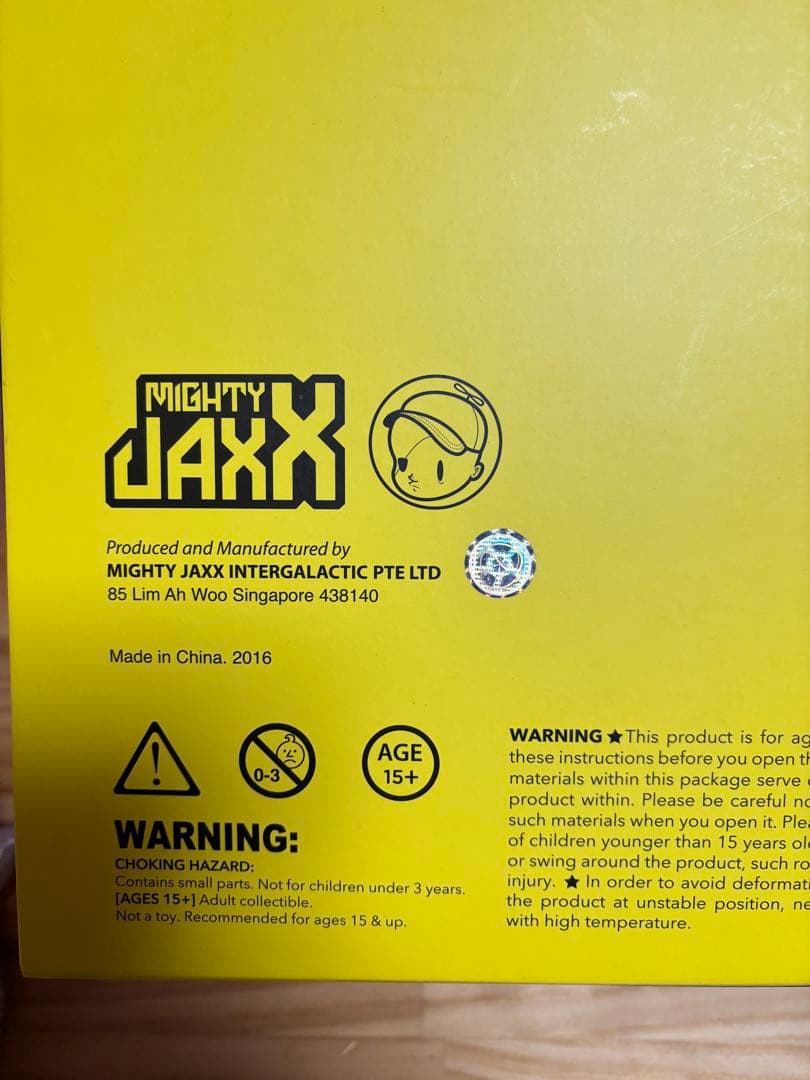 MIGHTY
JAXX
Produced and Manufactured by
MIGHTY JAXX INTERGALACTIC PTE LTD
85 Lim Ah Woo Singapore 438140
Made in China. 2016
!
0-3
AGE
15+
WARNING:
CHOKING HAZARD:
Contains small parts. Not for children under 3 years.
[AGES 15+] Adult collectible.
Not a toy. Recommended for ages 15 & up.
WARNING ★ This product is for ag
these instructions before you open th
materials within this package serve
product within. Please be careful no
such materials when you open it. Plea
of children younger than 15 years old
or swing around the product, such ro
injury. ★ In order to avoid deformati
the product at unstable position, ne
with high temperature.